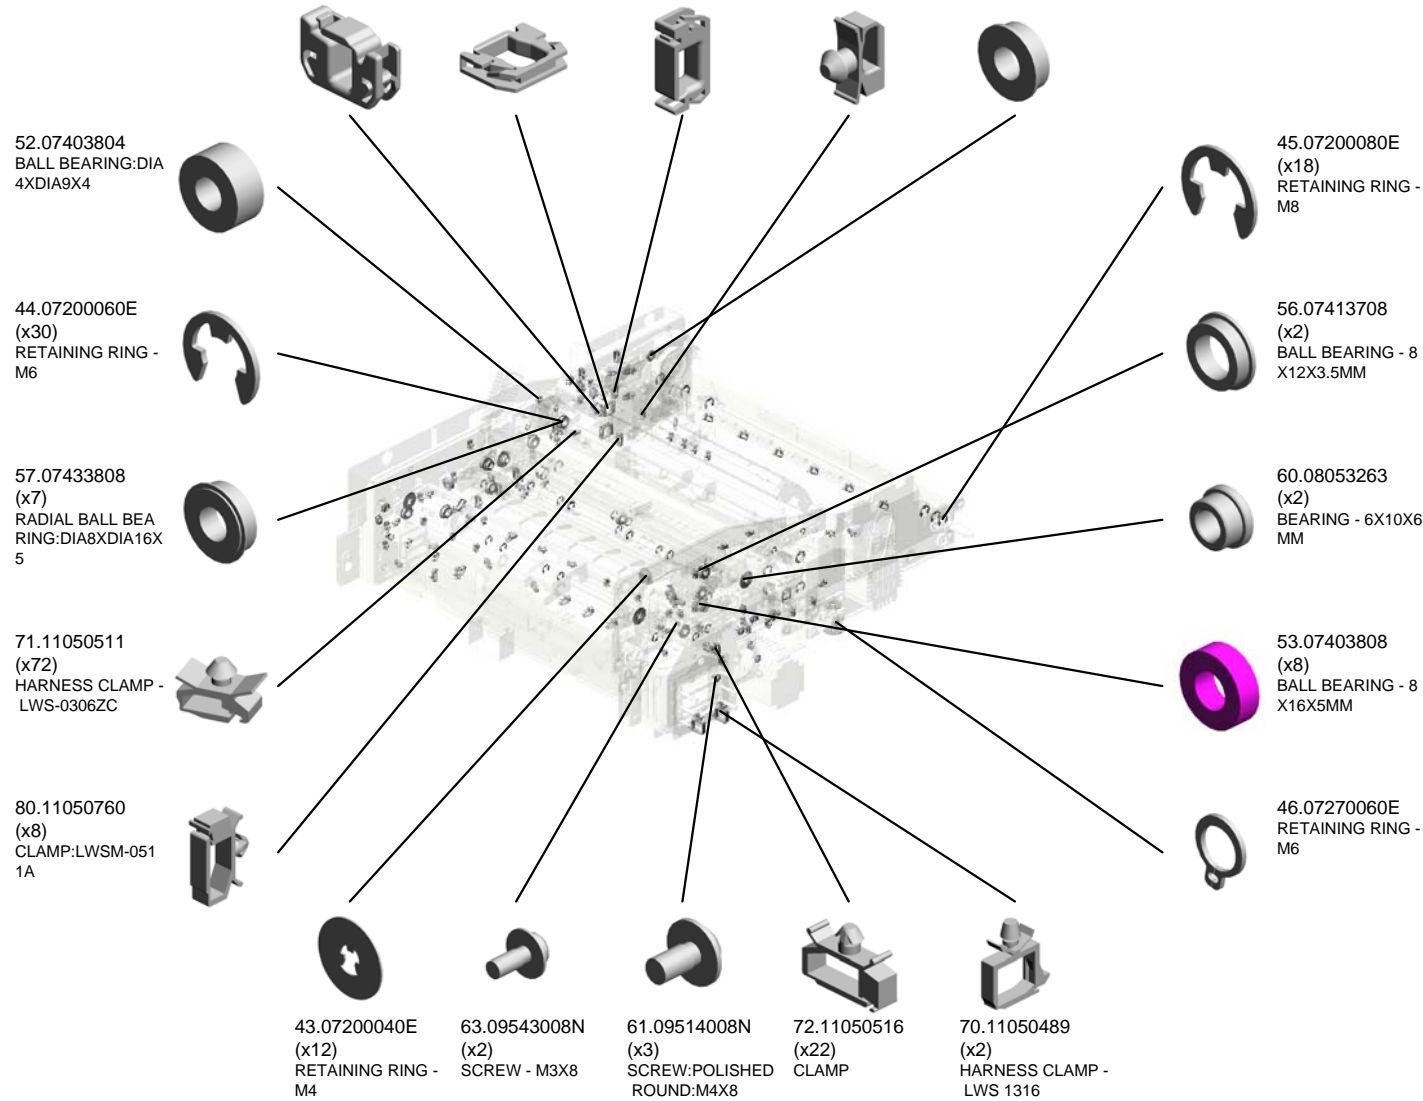 52.07403804
BALL BEARING:DIA
4XDIA9X4
44.07200060E
(x30)
RETAINING RING -
M6
57.07433808
(x7)
RADIAL BALL BEA
RING:DIA8XDIA16X
5
71.11050511
(x72)
HARNESS CLAMP -
LWS-0306ZC
80.11050760
(x8)
CLAMP:LWSM-051
1A
45.07200080E
(x18)
RETAINING RING -
M8
56.07413708
(x2)
BALL BEARING - 8
X12X3.5MM
60.08053263
(x2)
BEARING - 6X10X6
MM
53.07403808
(x8)
BALL BEARING - 8
X16X5MM
46.07270060E
RETAINING RING -
M6
43.07200040E
(x12)
RETAINING RING -
M4
63.09543008N
(x2)
SCREW - M3X8
61.09514008N
(x3)
SCREW:POLISHED
ROUND:M4X8
72.11050516
(x22)
CLAMP
70.11050489
(x2)
HARNESS CLAMP -
LWS 1316